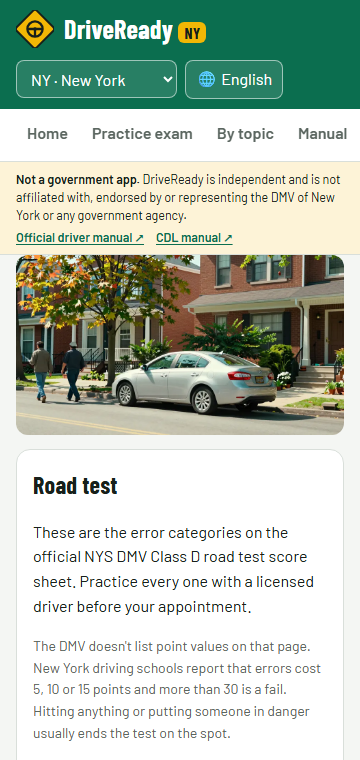 DriveReady NY
NY · New York
English
Home Practice exam By topic Manual
Not a government app. DriveReady is independent and is not
affiliated with, endorsed by or representing the DMV of New
York or any government agency.
Official driver manual ↗ CDL manual ↗
Road test
These are the error categories on the
official NYS DMV Class D road test score
sheet. Practice every one with a licensed
driver before your appointment.
The DMV doesn't list point values on that page.
New York driving schools report that errors cost
5, 10 or 15 points and more than 30 is a fail.
Hitting anything or putting someone in danger
usually ends the test on the spot.